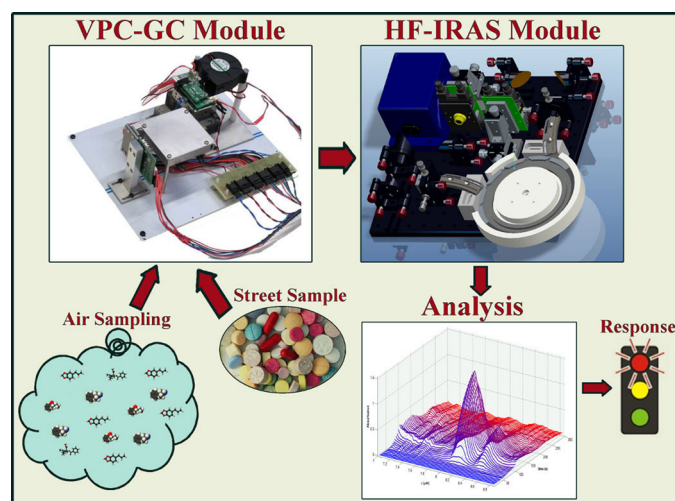 VPC-GC Module
HF-IRAS Module
Street Sample
Air Sampling
Analysis
Response